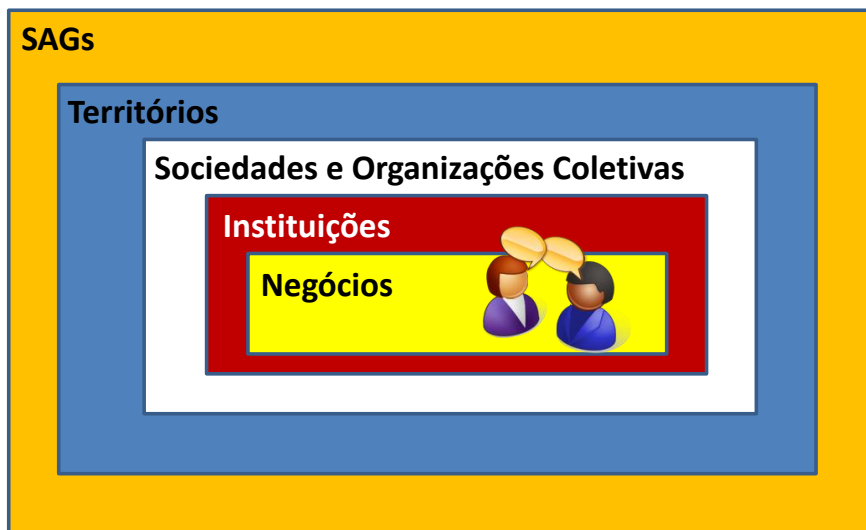 SAGs
Territórios
Sociedades e Organizações Coletivas
Instituições
Negócios